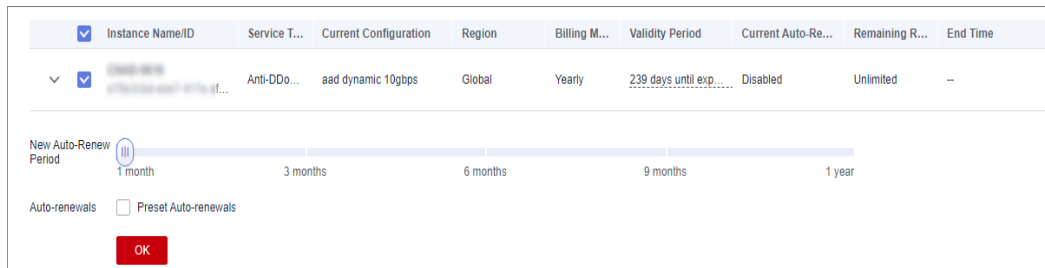 Instance Name/ID Service T... Current Configuration Region Billing M... Validity Period Current Auto-Re... Remaining R... End Time
Anti-DDo... aad dynamic 10gbps Global Yearly 239 days until exp... Disabled Unlimited --
New Auto-Renew
Period
1 month 3 months 6 months 9 months 1 year
Auto-renewals Preset Auto-renewals
OK